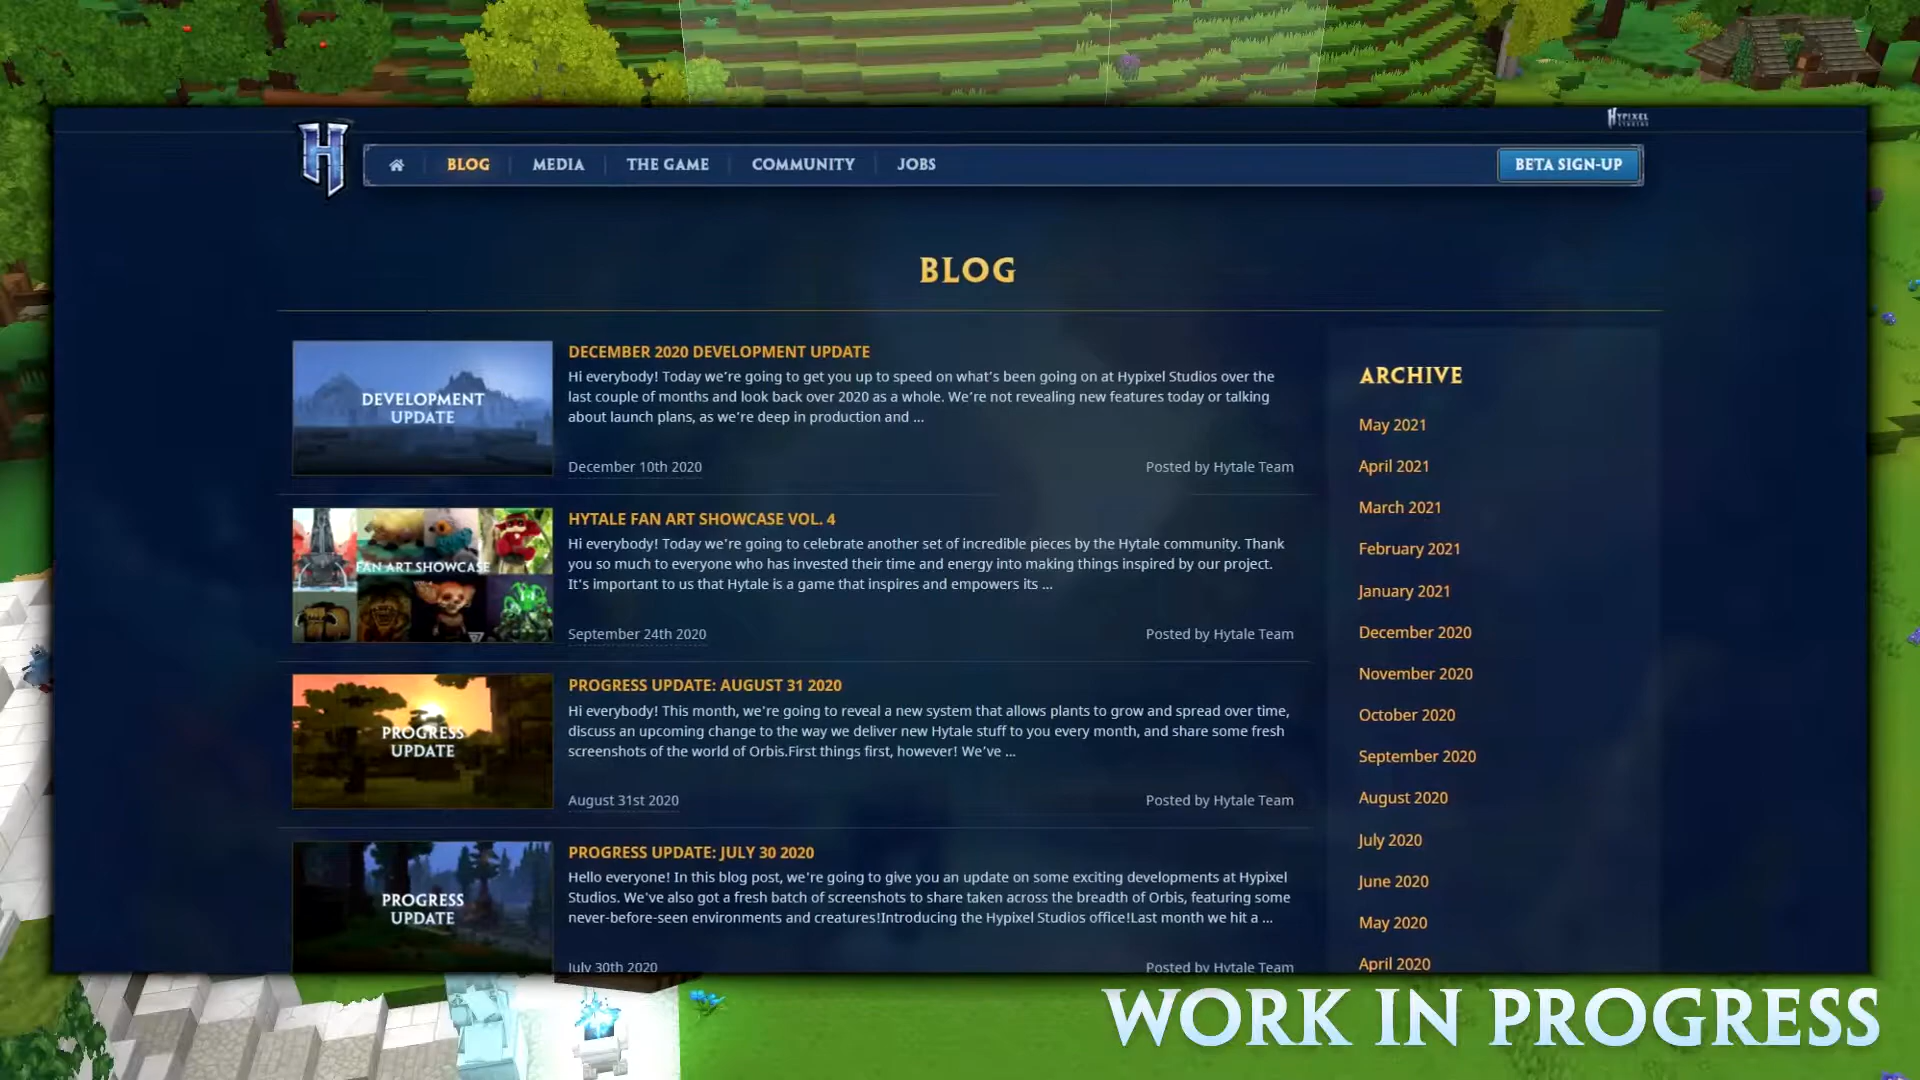 HYPIXEL
STUDIOS
H
BLOG
MEDIA
THE GAME
COMMUNITY
JOBS
BETA SIGN-UP
BLOG
DEVELOPMENT
UPDATE
DECEMBER 2020 DEVELOPMENT UPDATE
Hi everybody! Today we're going to get you up to speed on what's been going on at Hypixel Studios over the
last couple of months and look back over 2020 as a whole. We're not revealing new features today or talking
about launch plans, as we're deep in production and ...
December 10th 2020
Posted by Hytale Team
FAN ART SHOWCASE
HYTALE FAN ART SHOWCASE VOL. 4
Hi everybody! Today we're going to celebrate another set of incredible pieces by the Hytale community. Thank
you so much to everyone who has invested their time and energy into making things inspired by our project.
It's important to us that Hytale is a game that inspires and empowers its ...
September 24th 2020
Posted by Hytale Team
PROGRESS
UPDATE
PROGRESS UPDATE: AUGUST 31 2020
Hi everybody! This month, we're going to reveal a new system that allows plants to grow and spread over time,
discuss an upcoming change to the way we deliver new Hytale stuff to you every month, and share some fresh
screenshots of the world of Orbis.First things first, however! We've ...
August 31st 2020
Posted by Hytale Team
PROGRESS
UPDATE
PROGRESS UPDATE: JULY 30 2020
Hello everyone! In this blog post, we're going to give you an update on some exciting developments at Hypixel
Studios. We've also got a fresh batch of screenshots to share taken across the breadth of Orbis, featuring some
never-before-seen environments and creatures!Introducing the Hypixel Studios office!Last month we hit a ...
July 30th 2020
Posted by Hytale Team
ARCHIVE
May 2021
April 2021
March 2021
February 2021
January 2021
December 2020
November 2020
October 2020
September 2020
August 2020
July 2020
June 2020
May 2020
April 2020
WORK IN PROGRESS